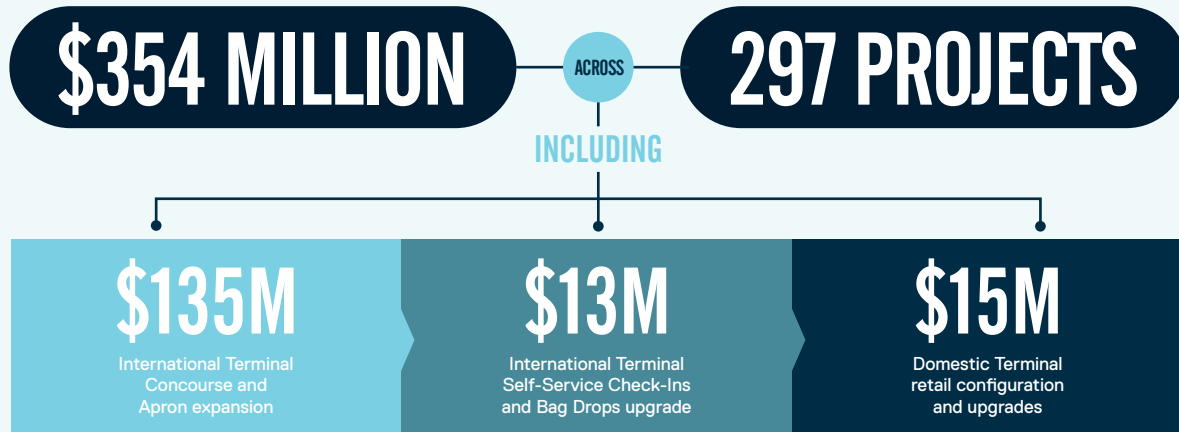 $354 MILLION
ACROSS
297 PROJECTS
INCLUDING
$135M
International Terminal
Concourse and
Apron expansion
$13M
International Terminal
Self-Service Check-Ins
and Bag Drops upgrade
$15M
Domestic Terminal
retail configuration
and upgrades